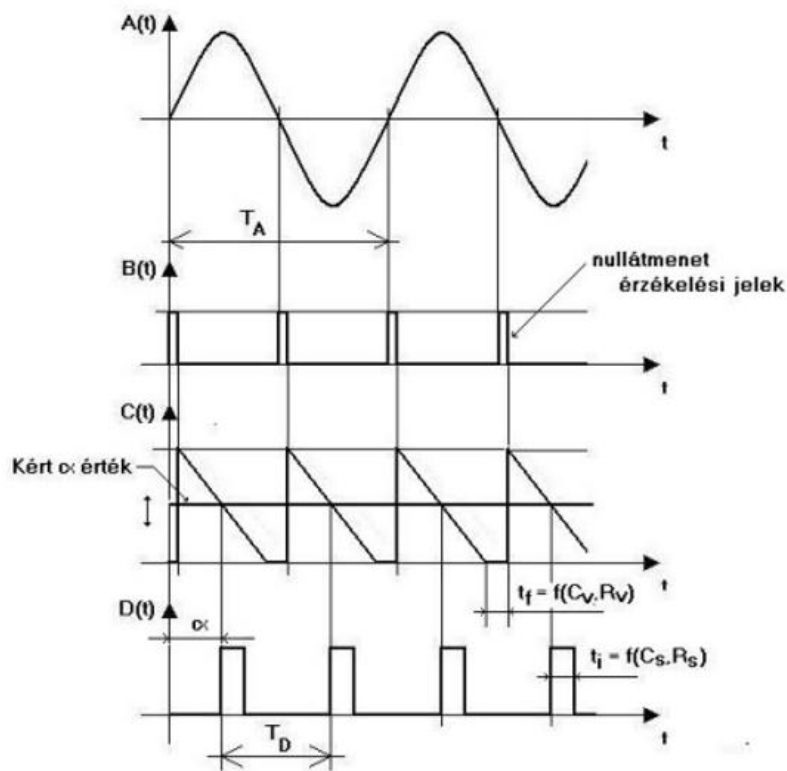 A(t)
t
T_A
B(t)
nullátmenet
érzékelési jelek
t
C(t)
Kért α érték
t
t_f = f(C_v, R_v)
D(t)
α
t_i = f(C_s, R_s)
T_D
t